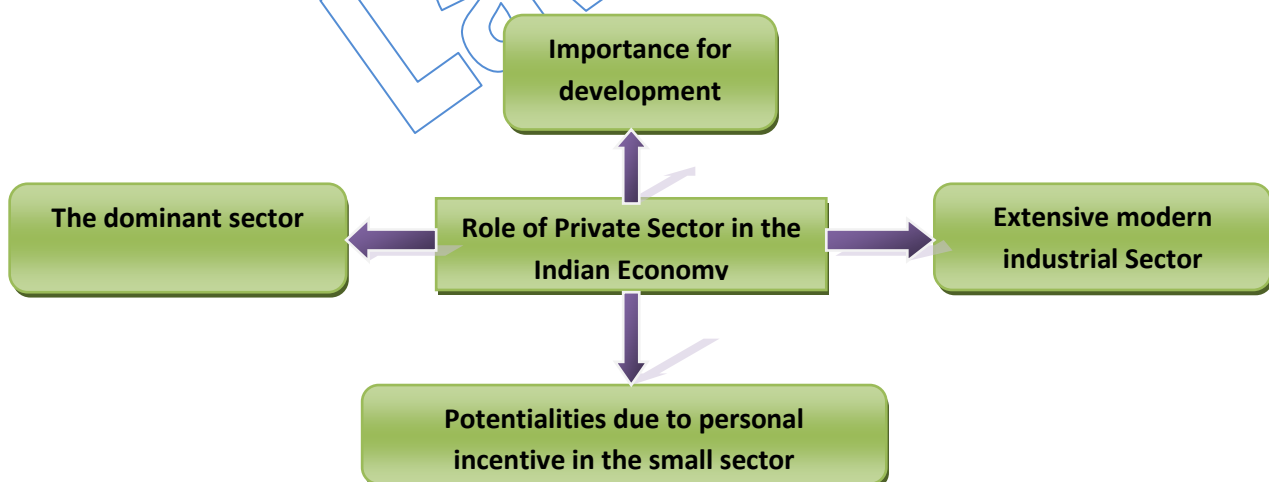 Importance for
development
The dominant sector
Role of Private Sector in the
Indian Economy
Extensive modern
industrial Sector
Potentialities due to personal
incentive in the small sector